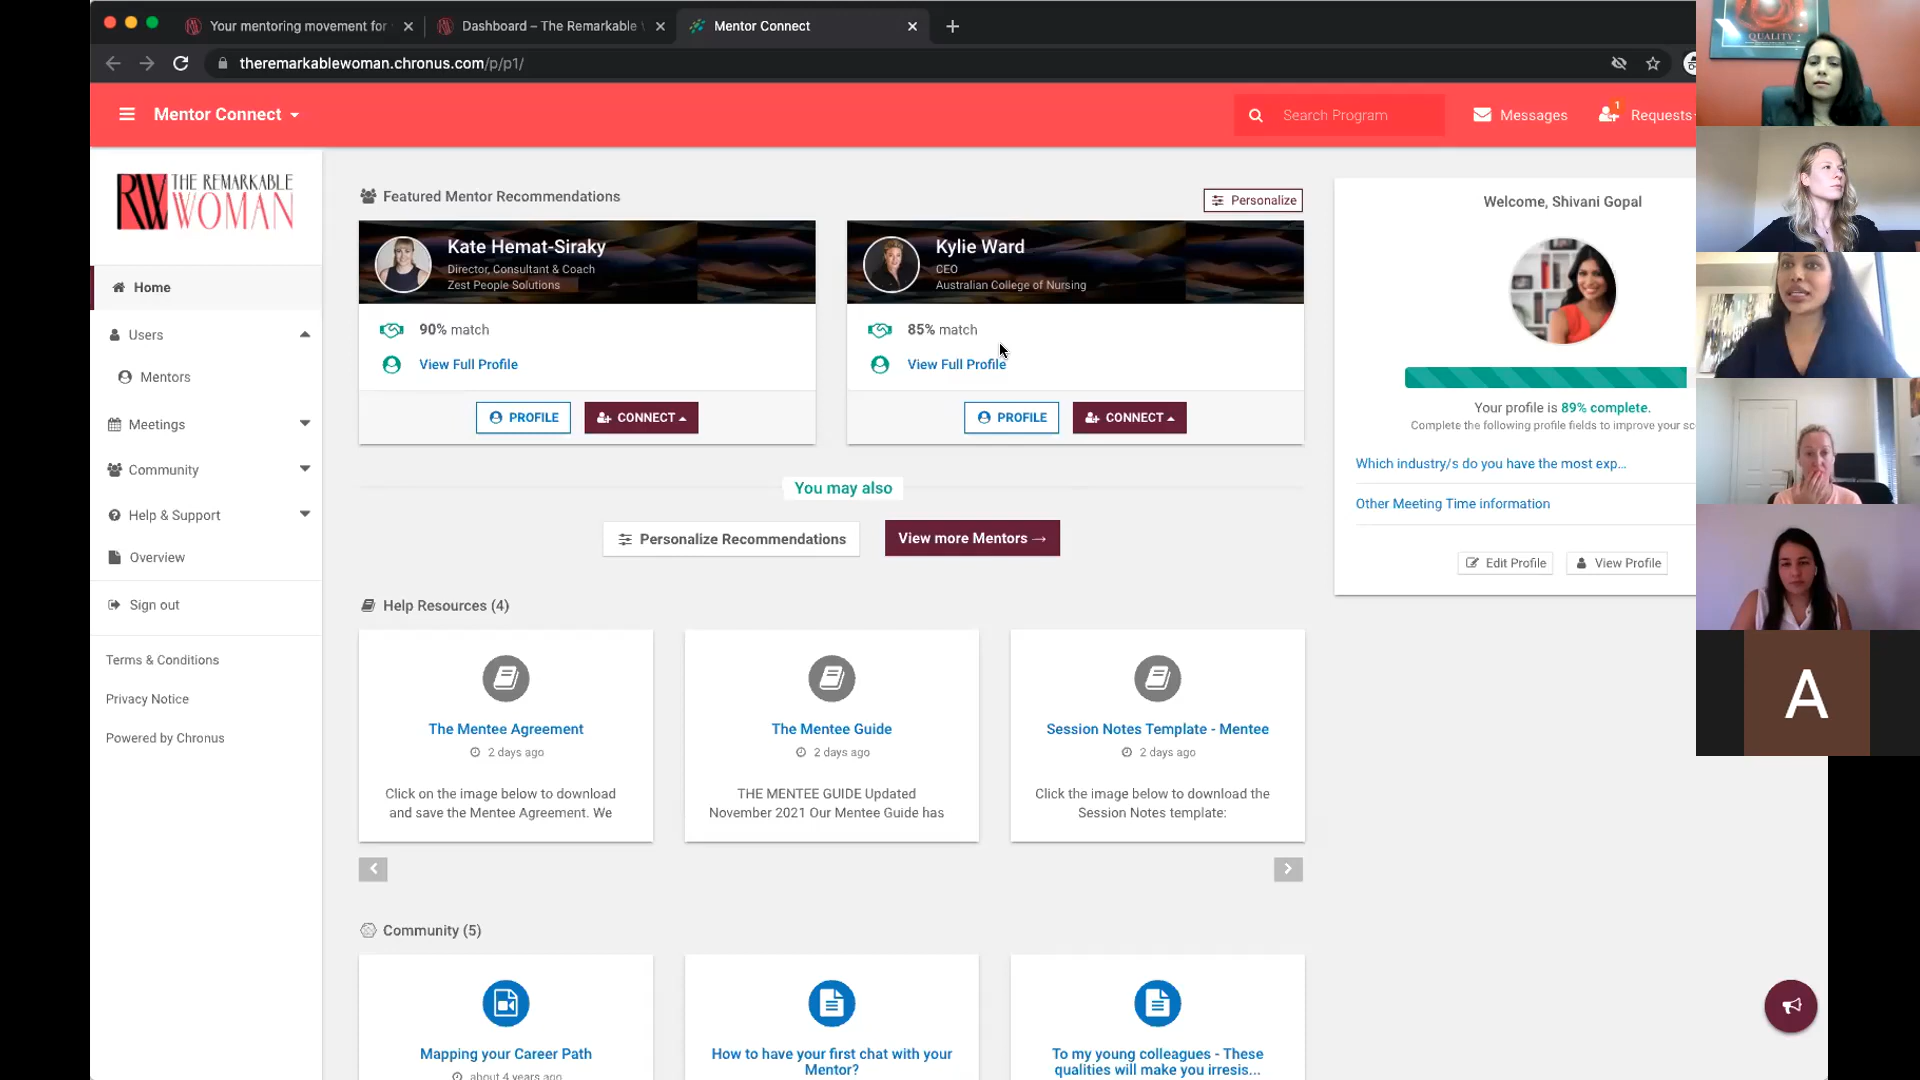 Your mentoring movement for
Dashboard – The Remarkable
Mentor Connect
theremarkablewoman.chronus.com/p/p1/
Mentor Connect
Search Program
Messages
1
Requests
QUALITY
RW THE REMARKABLE
WOMAN
Home
Users
Mentors
Meetings
Community
Help & Support
Overview
Sign out
Terms & Conditions
Privacy Notice
Powered by Chronus
Featured Mentor Recommendations
Personalize
Kate Hemat-Siraky
Director, Consultant & Coach
Zest People Solutions
90% match
View Full Profile
PROFILE
CONNECT
Kylie Ward
CEO
Australian College of Nursing
85% match
View Full Profile
PROFILE
CONNECT
You may also
Personalize Recommendations
View more Mentors →
Welcome, Shivani Gopal
Your profile is 89% complete.
Complete the following profile fields to improve your sc
Which industry/s do you have the most exp...
Other Meeting Time information
Edit Profile
View Profile
Help Resources (4)
The Mentee Agreement
2 days ago
Click on the image below to download
and save the Mentee Agreement. We
The Mentee Guide
2 days ago
THE MENTEE GUIDE Updated
November 2021 Our Mentee Guide has
Session Notes Template - Mentee
2 days ago
Click the image below to download the
Session Notes template:
Community (5)
Mapping your Career Path
about 4 years ago
How to have your first chat with your
Mentor?
To my young colleagues - These
qualities will make you irresis...
A